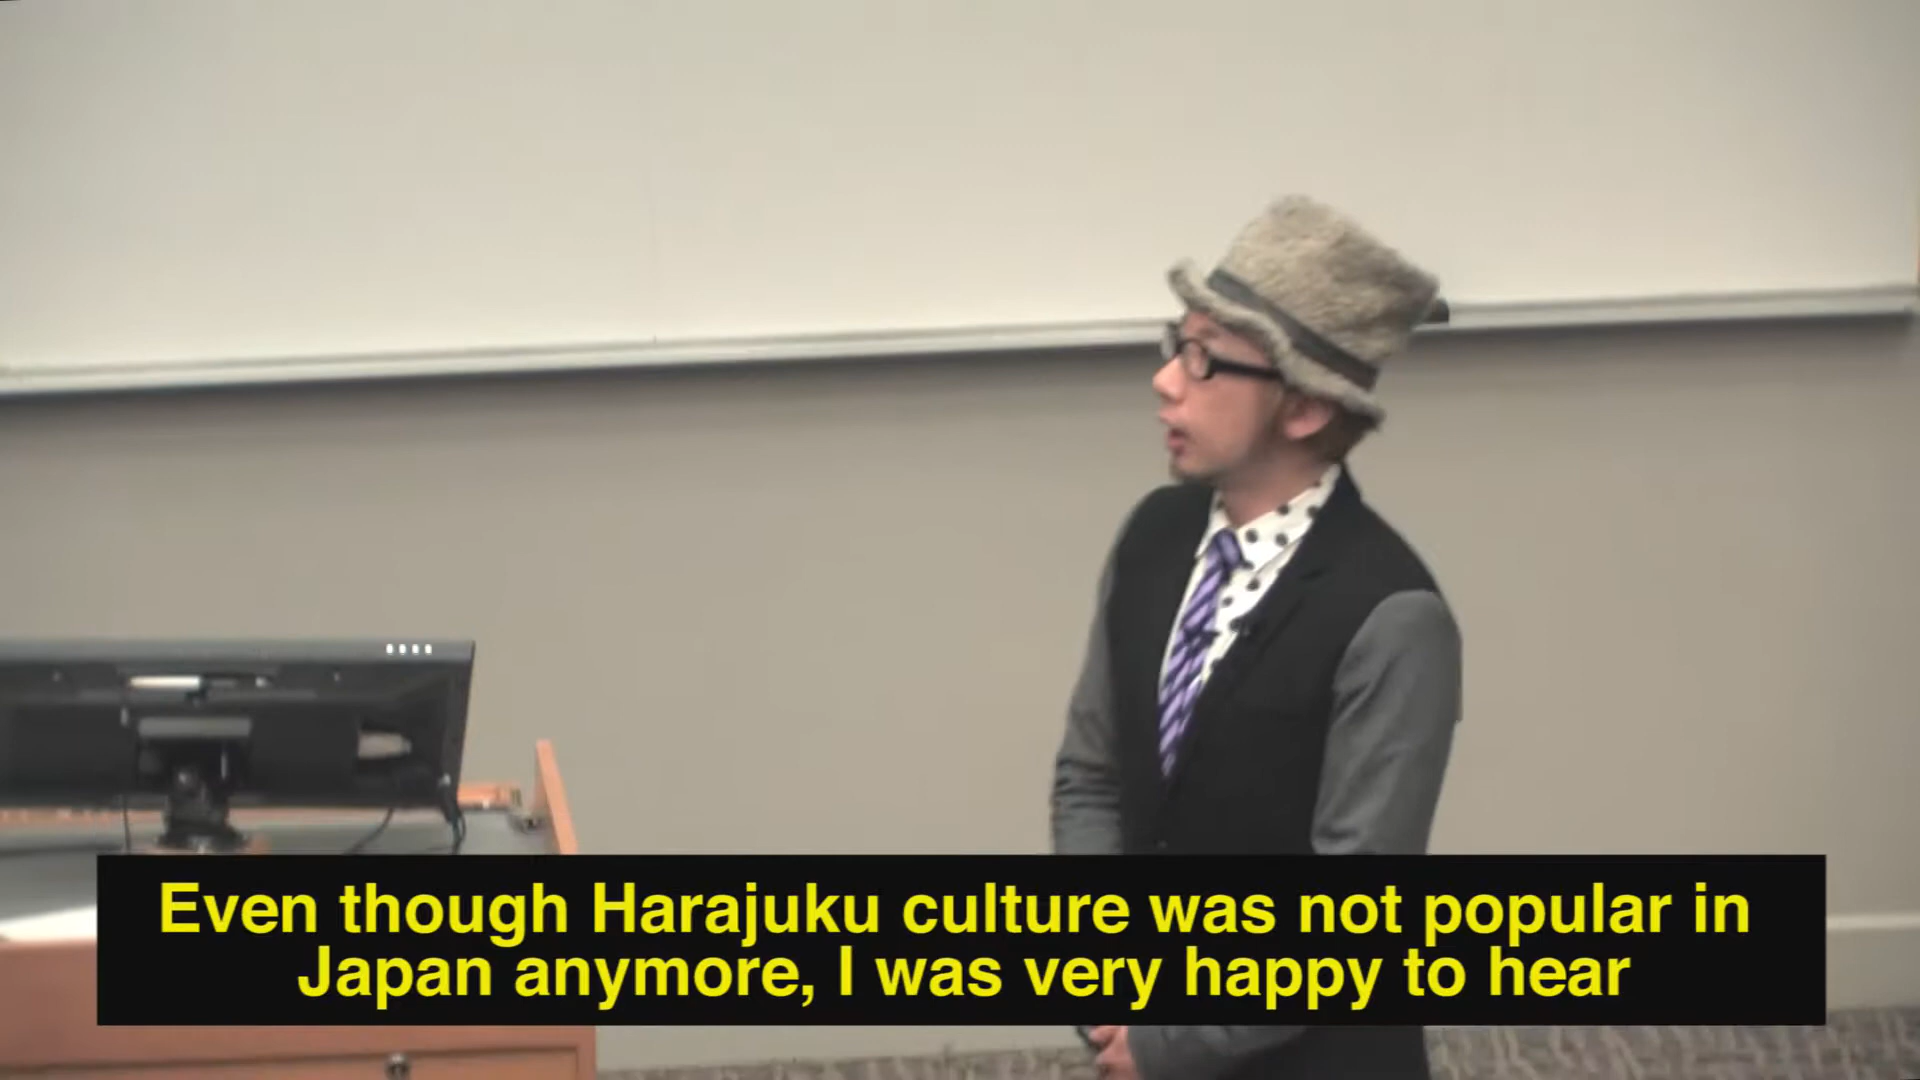 Even though Harajuku culture was not popular in
Japan anymore, I was very happy to hear